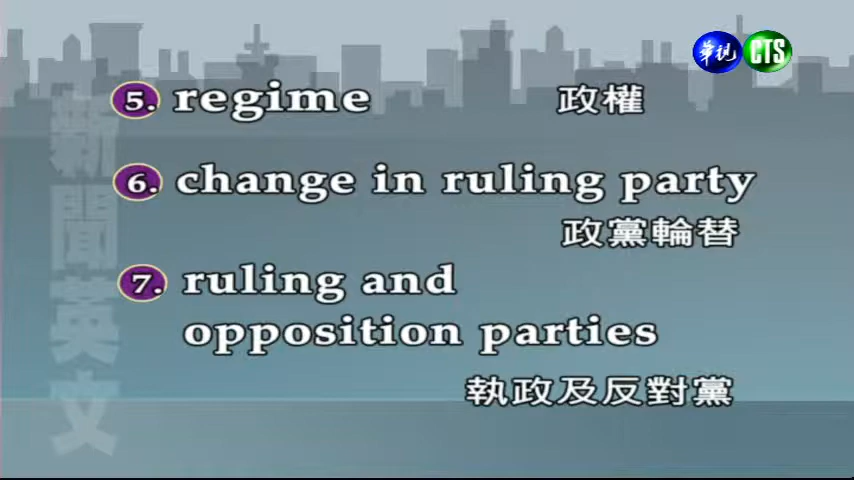 華視 CTS
5. regime 政權
6. change in ruling party
政黨輪替
7. ruling and
opposition parties
執政及反對黨
新聞英文